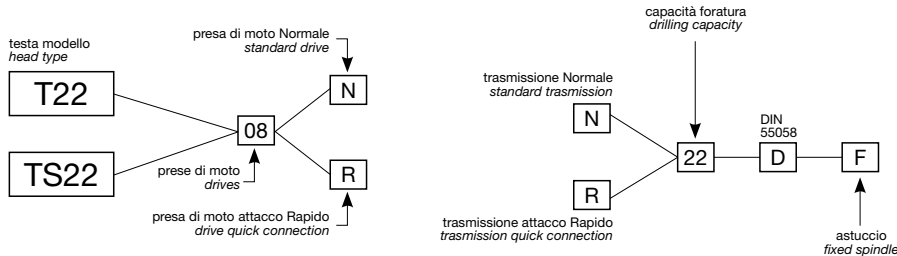 testa modello
head type
T22
TS22
presa di moto Normale
standard drive
N
08
prese di moto
drives
R
presa di moto attacco Rapido
drive quick connection
capacità foratura
drilling capacity
trasmissione Normale
standard trasmission
N
22
DIN
55058
D
F
R
trasmissione attacco Rapido
trasmission quick connection
astuccio
fixed spindle